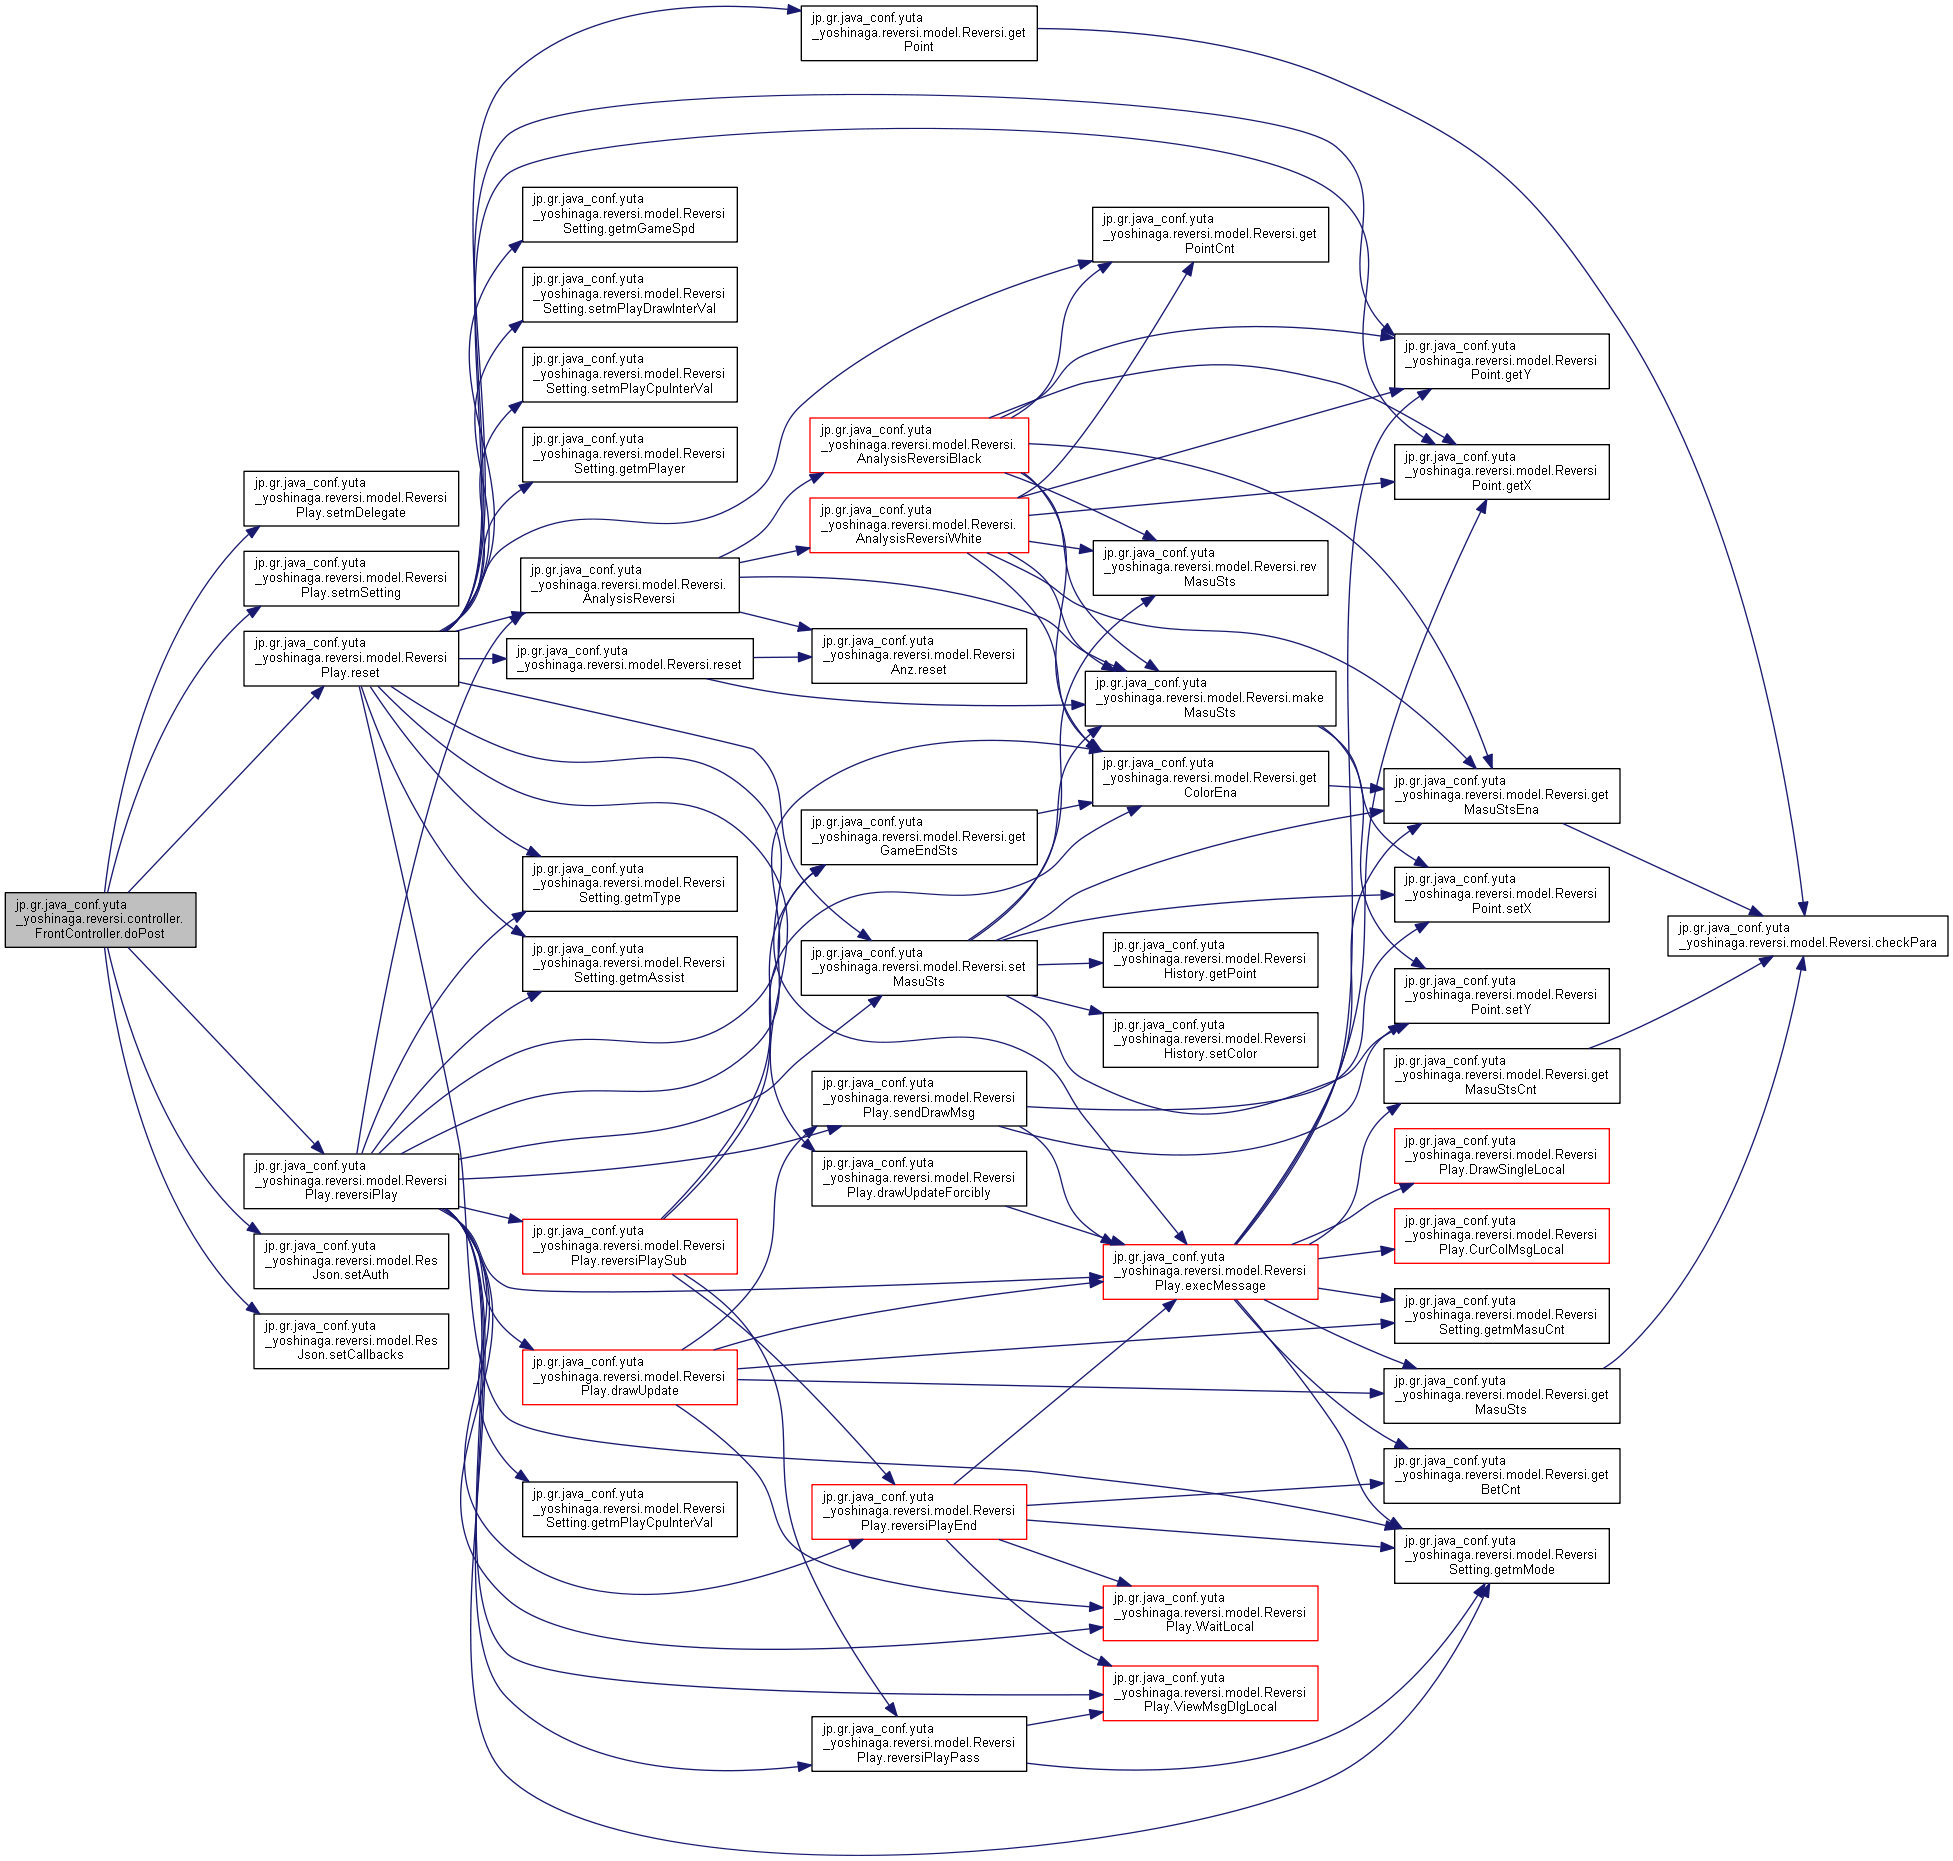 jp.gr.java_conf.yuta
_yoshinaga.reversi.controller.
FrontController.doPost
jp.gr.java_conf.yuta
_yoshinaga.reversi.model.Reversi
Play.setmDelegate
jp.gr.java_conf.yuta
_yoshinaga.reversi.model.Reversi
Play.setmSetting
jp.gr.java_conf.yuta
_yoshinaga.reversi.model.Reversi
Play.reset
jp.gr.java_conf.yuta
_yoshinaga.reversi.model.Reversi
Play.reversiPlay
jp.gr.java_conf.yuta
_yoshinaga.reversi.model.Res
Json.setAuth
jp.gr.java_conf.yuta
_yoshinaga.reversi.model.Res
Json.setCallbacks
jp.gr.java_conf.yuta
_yoshinaga.reversi.model.Reversi
Setting.getmGameSpd
jp.gr.java_conf.yuta
_yoshinaga.reversi.model.Reversi
Setting.setmPlayDrawInterVal
jp.gr.java_conf.yuta
_yoshinaga.reversi.model.Reversi
Setting.setmPlayCpuInterVal
jp.gr.java_conf.yuta
_yoshinaga.reversi.model.Reversi
Setting.getmPlayer
jp.gr.java_conf.yuta
_yoshinaga.reversi.model.Reversi.
AnalysisReversi
jp.gr.java_conf.yuta
_yoshinaga.reversi.model.Reversi.reset
jp.gr.java_conf.yuta
_yoshinaga.reversi.model.Reversi
Setting.getmType
jp.gr.java_conf.yuta
_yoshinaga.reversi.model.Reversi
Setting.getmAssist
jp.gr.java_conf.yuta
_yoshinaga.reversi.model.Reversi
Play.reversiPlaySub
jp.gr.java_conf.yuta
_yoshinaga.reversi.model.Reversi
Play.drawUpdate
jp.gr.java_conf.yuta
_yoshinaga.reversi.model.Reversi
Setting.getmPlayCpuInterVal
jp.gr.java_conf.yuta
_yoshinaga.reversi.model.Reversi.get
Point
jp.gr.java_conf.yuta
_yoshinaga.reversi.model.Reversi.
AnalysisReversiBlack
jp.gr.java_conf.yuta
_yoshinaga.reversi.model.Reversi.
AnalysisReversiWhite
jp.gr.java_conf.yuta
_yoshinaga.reversi.model.Reversi
Anz.reset
jp.gr.java_conf.yuta
_yoshinaga.reversi.model.Reversi.get
GameEndSts
jp.gr.java_conf.yuta
_yoshinaga.reversi.model.Reversi.set
MasuSts
jp.gr.java_conf.yuta
_yoshinaga.reversi.model.Reversi
Play.sendDrawMsg
jp.gr.java_conf.yuta
_yoshinaga.reversi.model.Reversi
Play.drawUpdateForcibly
jp.gr.java_conf.yuta
_yoshinaga.reversi.model.Reversi
Play.reversiPlayEnd
jp.gr.java_conf.yuta
_yoshinaga.reversi.model.Reversi
Play.reversiPlayPass
jp.gr.java_conf.yuta
_yoshinaga.reversi.model.Reversi.get
PointCnt
jp.gr.java_conf.yuta
_yoshinaga.reversi.model.Reversi.rev
MasuSts
jp.gr.java_conf.yuta
_yoshinaga.reversi.model.Reversi.make
MasuSts
jp.gr.java_conf.yuta
_yoshinaga.reversi.model.Reversi.get
ColorEna
jp.gr.java_conf.yuta
_yoshinaga.reversi.model.Reversi
History.getPoint
jp.gr.java_conf.yuta
_yoshinaga.reversi.model.Reversi
History.setColor
jp.gr.java_conf.yuta
_yoshinaga.reversi.model.Reversi
Play.execMessage
jp.gr.java_conf.yuta
_yoshinaga.reversi.model.Reversi
Play.WaitLocal
jp.gr.java_conf.yuta
_yoshinaga.reversi.model.Reversi
Play.ViewMsgDlgLocal
jp.gr.java_conf.yuta
_yoshinaga.reversi.model.Reversi
Point.getY
jp.gr.java_conf.yuta
_yoshinaga.reversi.model.Reversi
Point.getX
jp.gr.java_conf.yuta
_yoshinaga.reversi.model.Reversi.get
MasuStsEna
jp.gr.java_conf.yuta
_yoshinaga.reversi.model.Reversi
Point.setX
jp.gr.java_conf.yuta
_yoshinaga.reversi.model.Reversi
Point.setY
jp.gr.java_conf.yuta
_yoshinaga.reversi.model.Reversi.get
MasuStsCnt
jp.gr.java_conf.yuta
_yoshinaga.reversi.model.Reversi
Play.DrawSingleLocal
jp.gr.java_conf.yuta
_yoshinaga.reversi.model.Reversi
Play.CurColMsgLocal
jp.gr.java_conf.yuta
_yoshinaga.reversi.model.Reversi
Setting.getmMasuCnt
jp.gr.java_conf.yuta
_yoshinaga.reversi.model.Reversi.get
MasuSts
jp.gr.java_conf.yuta
_yoshinaga.reversi.model.Reversi.get
BetCnt
jp.gr.java_conf.yuta
_yoshinaga.reversi.model.Reversi
Setting.getmMode
jp.gr.java_conf.yuta
_yoshinaga.reversi.model.Reversi.checkPara